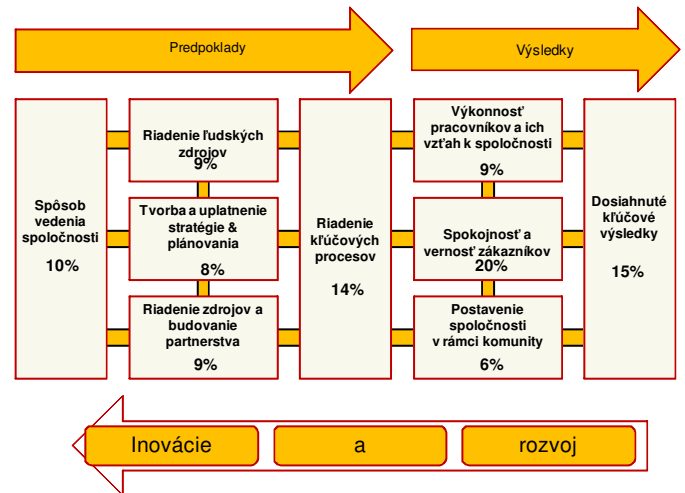 Predpoklady
Výsledky
Spôsob
vedenia
spoločnosti
10%
Riadenie ľudských
zdrojov
9%
Tvorba a uplatnenie
stratégie &
plánovania
8%
Riadenie zdrojov a
budovanie
partnerstva
9%
Riadenie
kľúčových
procesov
14%
Výkonnosť
pracovníkov a ich
vzťah k spoločnosti
9%
Spokojnosť a
vernosť zákazníkov
20%
Postavenie
spoločnosti
v rámci komunity
6%
Dosiahnuté
kľúčové
výsledky
15%
Inovácie
a
rozvoj